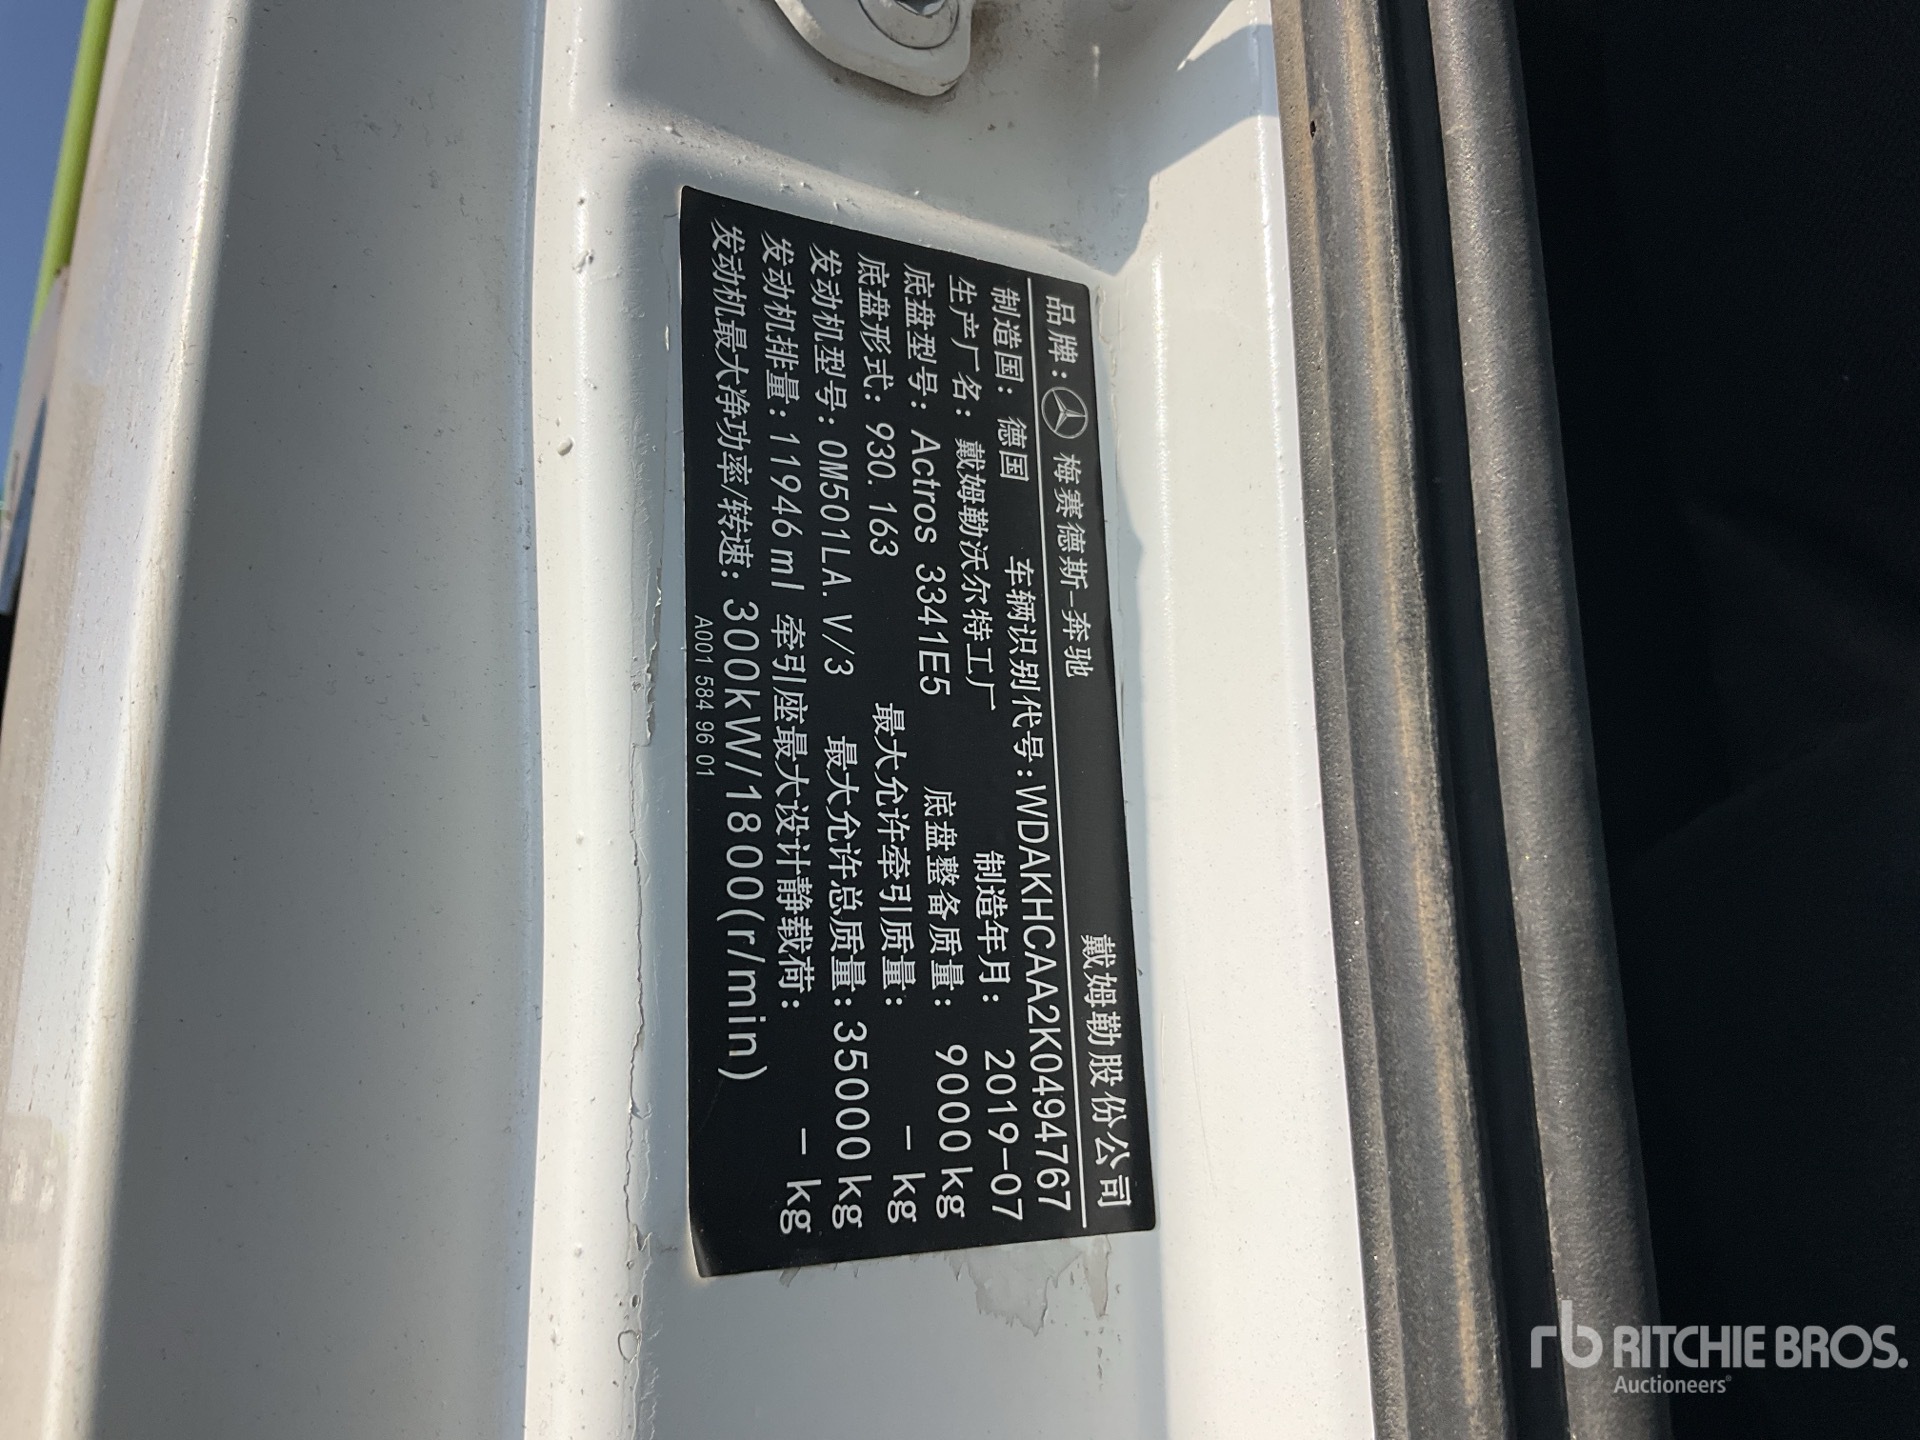 品牌: 梅赛德斯-奔驰 戴姆勒股份公司
制造国: 德国 车辆识别代号:WDAKHCAA2K0494767
生产厂名: 戴姆勒沃尔特工厂 制造年月: 2019-07
底盘型号: Actros 3341E5 底盘整备质量: 9000kg
底盘形式: 930.163 最大允许牵引质量: -kg
发动机型号:OM501LA.V/3 最大允许总质量:35000kg
发动机排量:11946ml 牵引座最大设计静载荷: -kg
发动机最大净功率/转速: 300kW/1800(r/min)
A001 584 96 01
rb RITCHIE BROS.
Auctioneers®